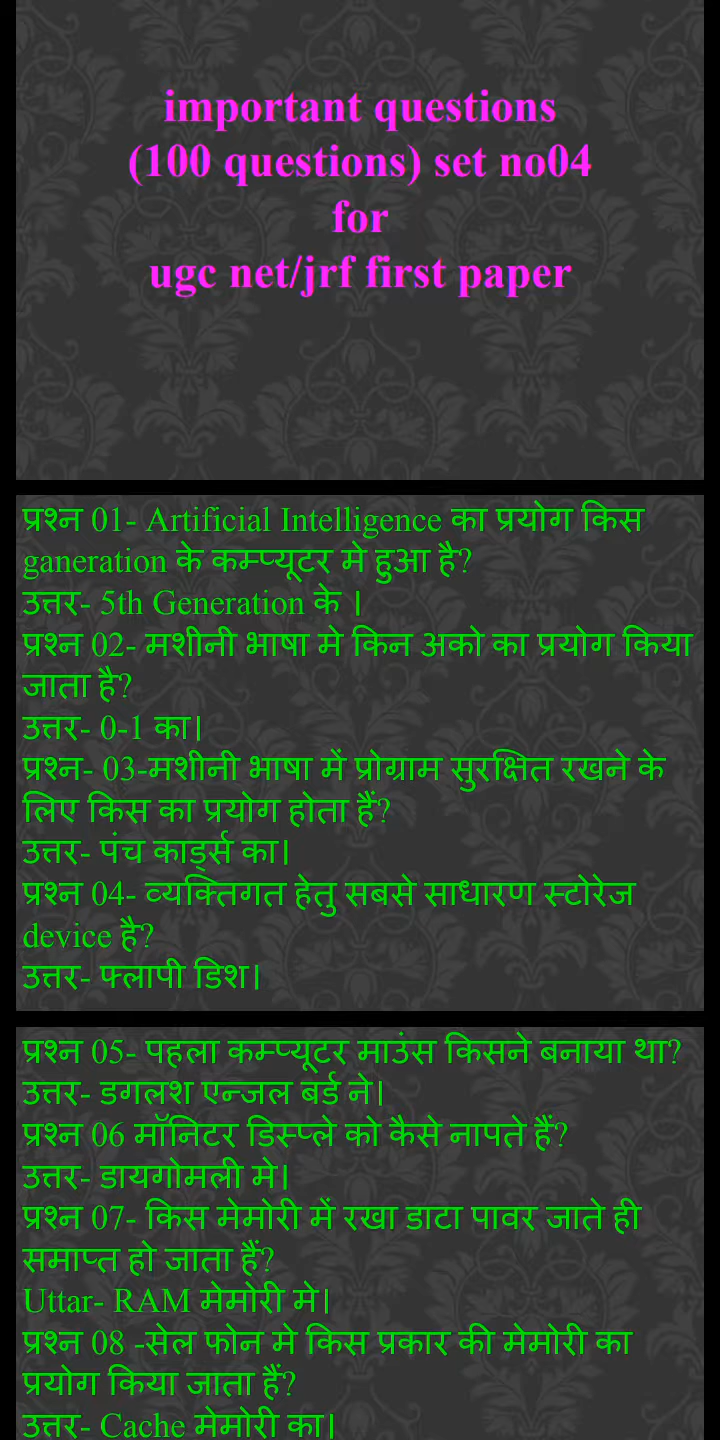 important questions
(100 questions) set no04
for
ugc net/jrf first paper
प्रश्न 01- Artificial Intelligence का प्रयोग किस
ganeration के कम्प्यूटर मे हुआ है?
उत्तर- 5th Generation के ।
प्रश्न 02- मशीनी भाषा मे किन अको का प्रयोग किया
जाता है?
उत्तर- 0-1 का।
प्रश्न- 03-मशीनी भाषा में प्रोग्राम सुरक्षित रखने के
लिए किस का प्रयोग होता हैं?
उत्तर- पंच कार्ड्स का।
प्रश्न 04- व्यक्तिगत हेतु सबसे साधारण स्टोरेज
device है?
उत्तर- फ्लापी डिश।
प्रश्न 05- पहला कम्प्यूटर माउंस किसने बनाया था?
उत्तर- डगलश एन्जल बर्ड ने।
प्रश्न 06 मॉनिटर डिस्प्ले को कैसे नापते हैं?
उत्तर- डायगोमली मे।
प्रश्न 07- किस मेमोरी में रखा डाटा पावर जाते ही
समाप्त हो जाता हैं?
Uttar- RAM मेमोरी मे।
प्रश्न 08 -सेल फोन मे किस प्रकार की मेमोरी का
प्रयोग किया जाता हैं?
उत्तर- Cache मेमोरी का।